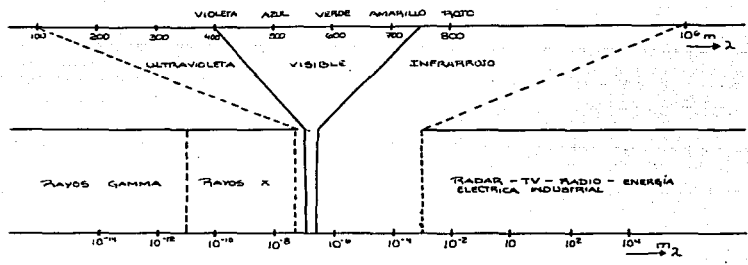 VIOLETA AZUL VERDE AMARILLO ROJO
100 200 300 400 500 600 700 800 10⁶ m
λ
ULTRAVIOLETA VISIBLE INFRARROJO
RAYOS GAMMA RAYOS X RADAR - TV - RADIO - ENERGÍA
ELECTRICA INDUSTRIAL
10⁻¹⁴ 10⁻¹² 10⁻¹⁰ 10⁻⁸ 10⁻⁶ 10⁻⁴ 10⁻² 10 10² 10⁴ m
λ